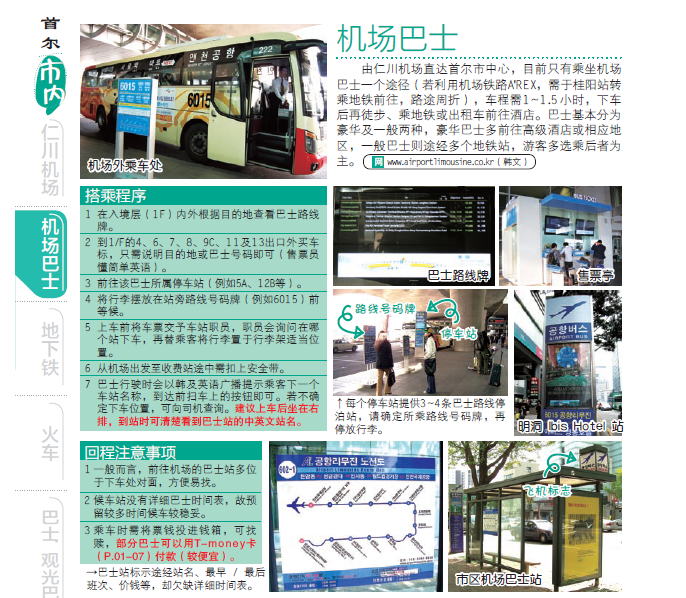 首尔
市内
仁川机场
机场巴士
地下铁
火车
巴士 观光巴
机场外乘车处
机场巴士
由仁川机场直达首尔市中心，目前只有乘坐机场
巴士一个途径（若利用机场铁路A'REX，需于桂阳站转
乘地铁前往，路途周折），车程需1~1.5小时，下车
后再徒步、乘地铁或出租车前往酒店。巴士基本分为
豪华及一般两种，豪华巴士多前往高级酒店或相应地
区，一般巴士则途经多个地铁站，游客多选乘后者为
主。 网 www.airportlimousine.co.kr（韩文）
搭乘程序
1 在入境层（1F）内外根据目的地查看巴士路线
牌。
2 到1/F的4、6、7、8、9C、11及13出口外买车
标，只需说明目的地或巴士号码即可（售票员
懂简单英语）。
3 前往该巴士所属停车站（例如5A、12B等）。
4 将行李摆放在站旁路线号码牌（例如6015）前
等候。
5 上车前将车票交予车站职员，职员会询问在哪
个站下车，再替乘客将行李置于行李架适当位
置。
6 从机场出发至收费站途中需扣上安全带。
7 巴士行驶时会以韩及英语广播提示乘客下一个
车站名称，到达前扫车上的按钮即可。若不确
定下车位置，可向司机查询。建议上车后坐在右
排，到站时可清楚看到巴士站的中英文站名。
巴士路线牌
BUS TICKET
售票亭
路线号码牌
停车站
↑每个停车站提供3~4条巴士路线停
泊站，请确定所乘路线号码牌，再
停放行李。
공항버스
AIRPORT BUS
6015 공항리무진
明洞 Ibis Hotel 站
回程注意事项
1 一般而言，前往机场的巴士站多位
于下车处对面，方便易找。
2 候车站没有详细巴士时间表，故预
留较多时间候车较稳妥。
3 乘车时需将票钱投进钱箱，可找
赎，部分巴士可以用T-money卡
（P.01-07）付款（较便宜）。
→巴士站标示途经站名、最早 / 最后
班次、价钱等，却欠缺详细时间表。
602-1
공항리무진 노선도
飞机标志
市区机场巴士站
6015
6015
222